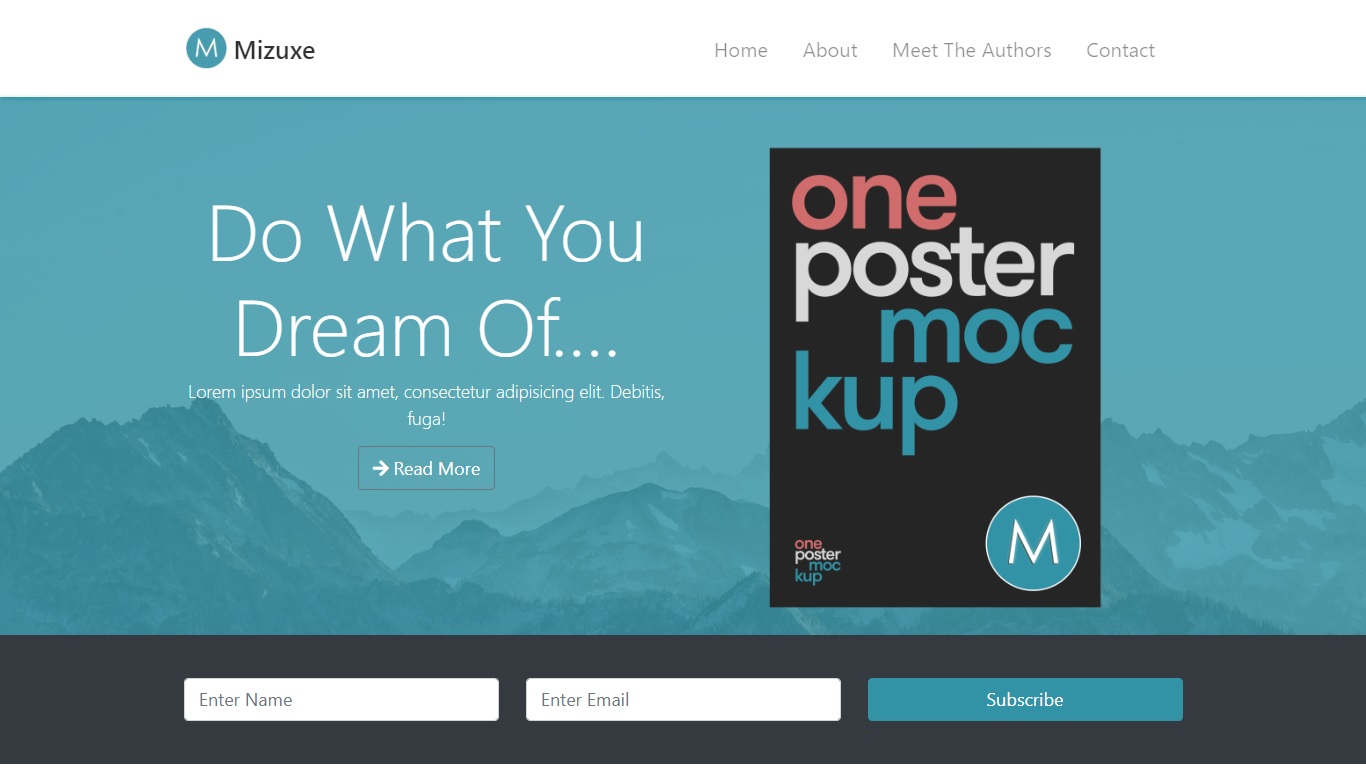 M Mizuxe
Home About Meet The Authors Contact
Do What You
Dream Of....
Lorem ipsum dolor sit amet, consectetur adipisicing elit. Debitis,
fuga!
Read More
one
poster
moc
kup
one
poster
moc
kup
M
Enter Name
Enter Email
Subscribe